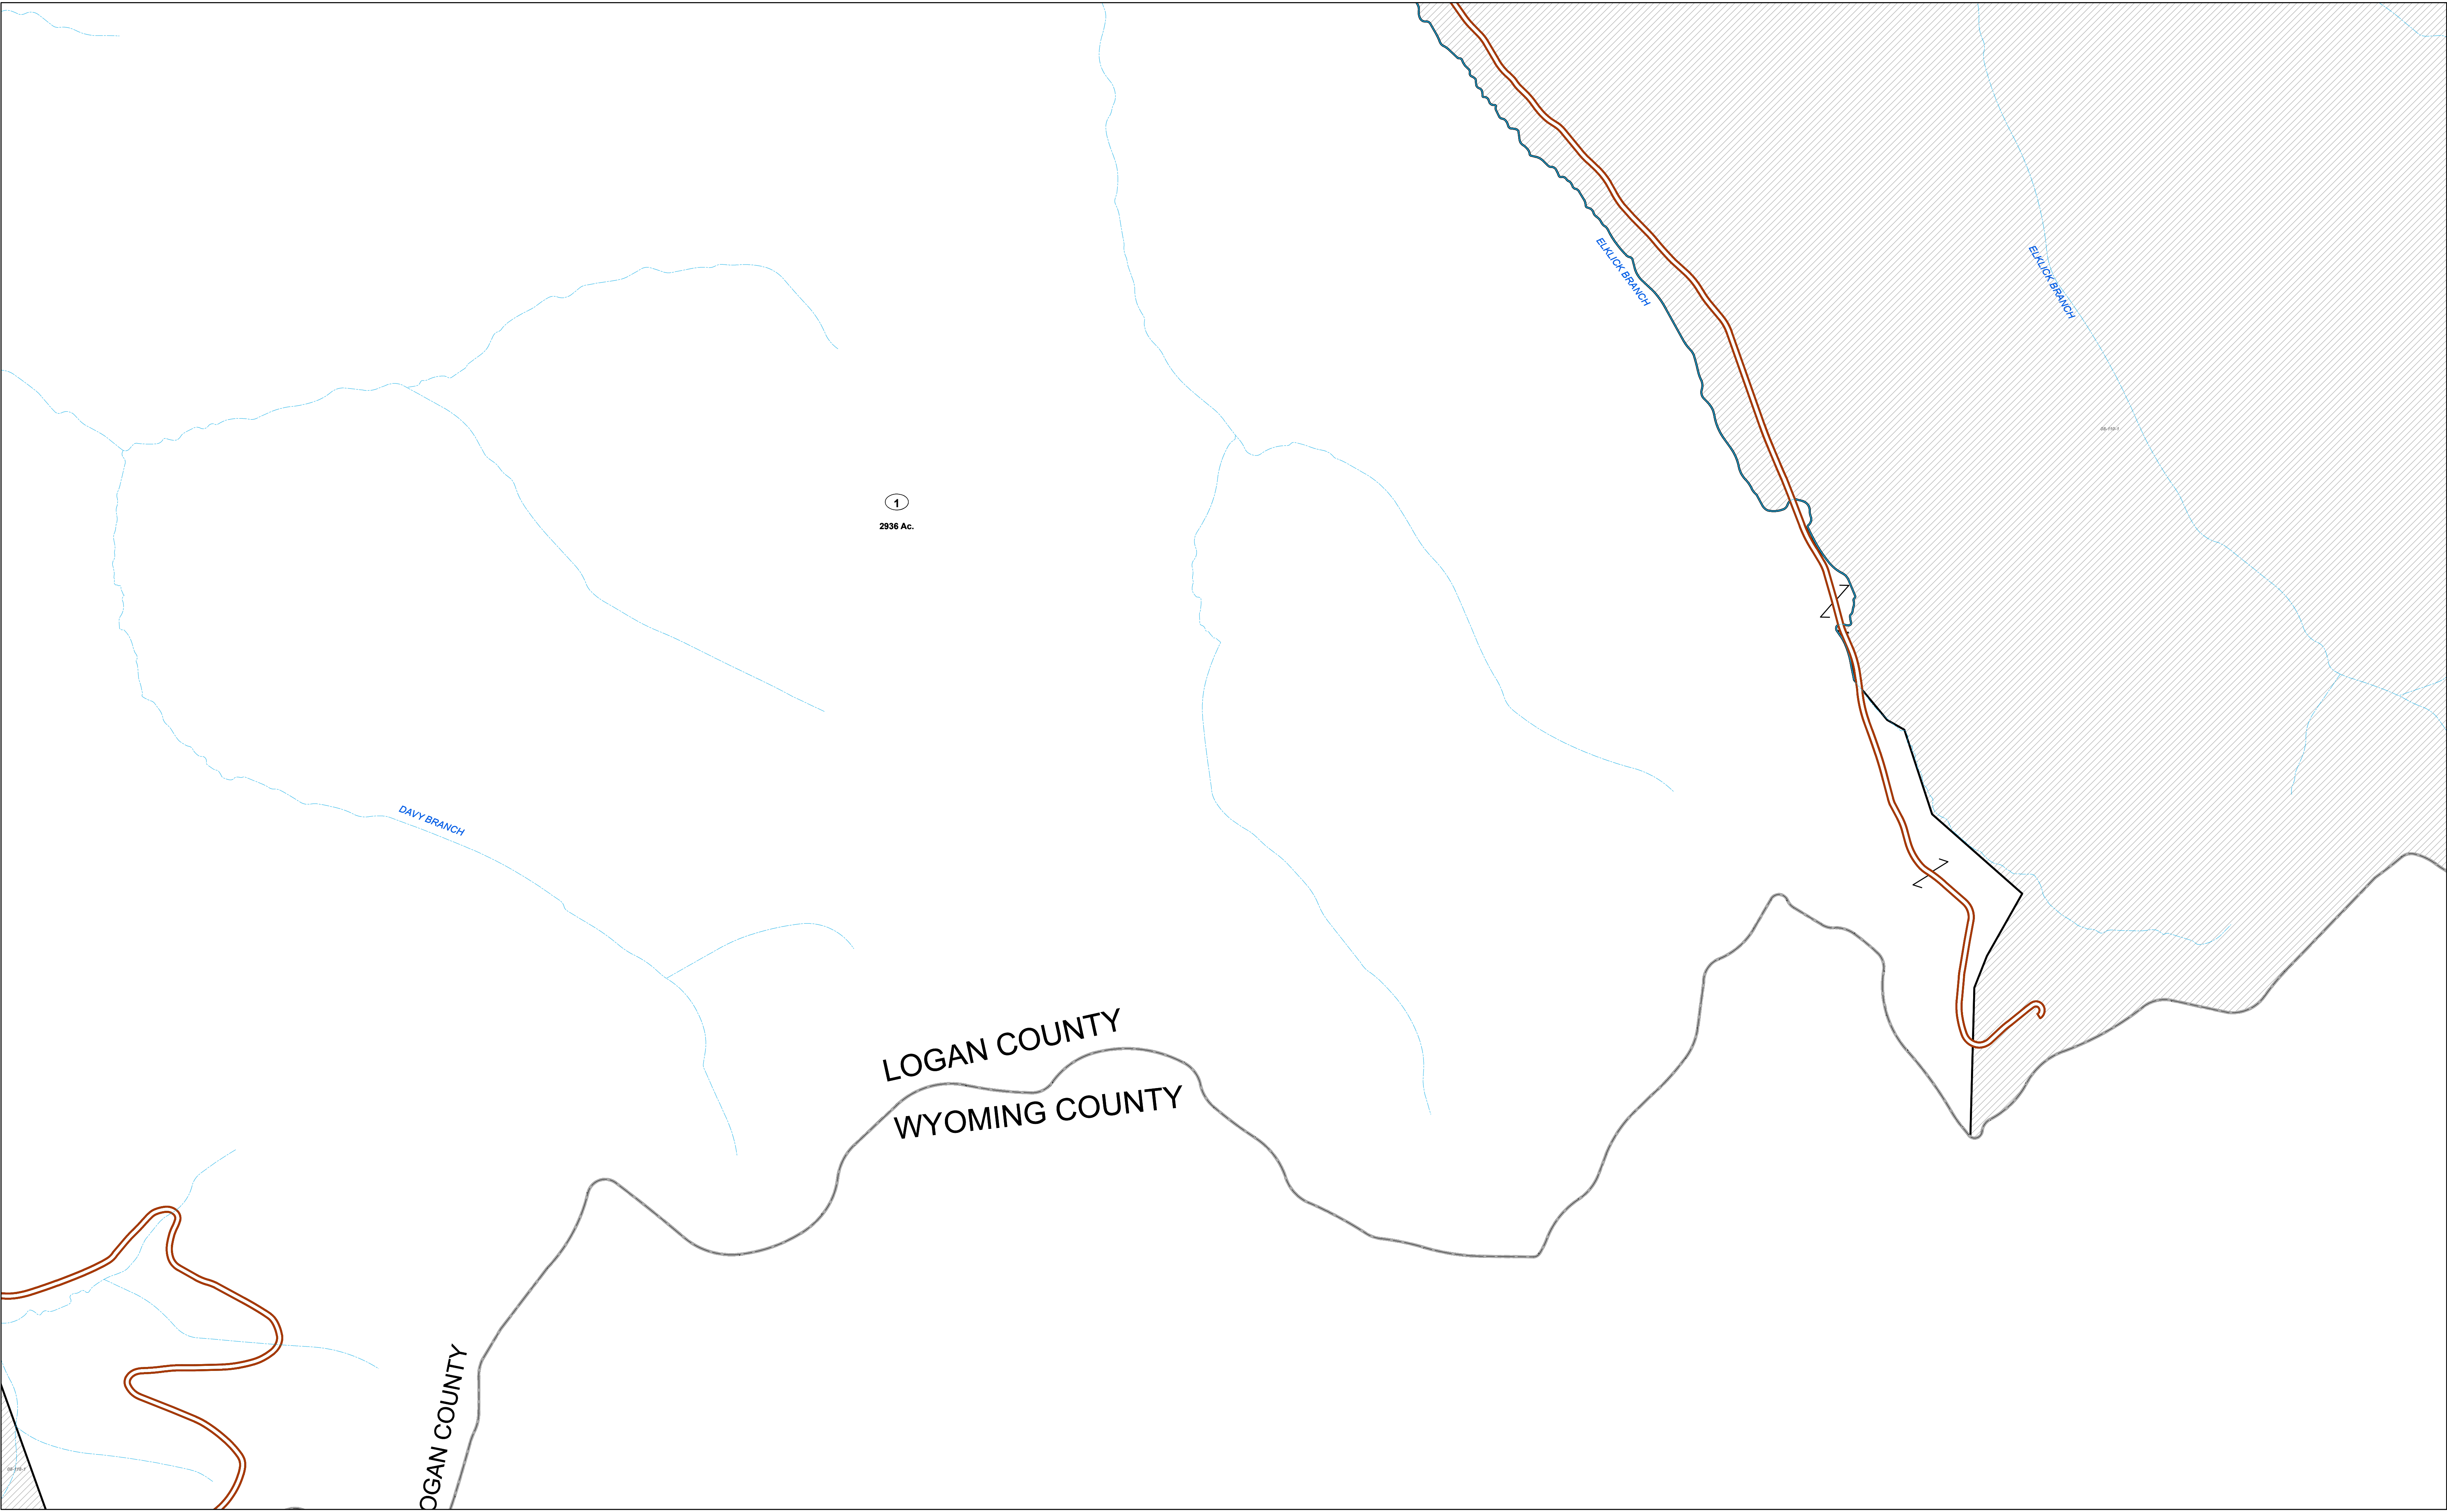 ELKLICK BRANCH
ELKLICK BRANCH
1
2936 Ac.
DAVY BRANCH
LOGAN COUNTY
WYOMING COUNTY
OGAN COUNTY